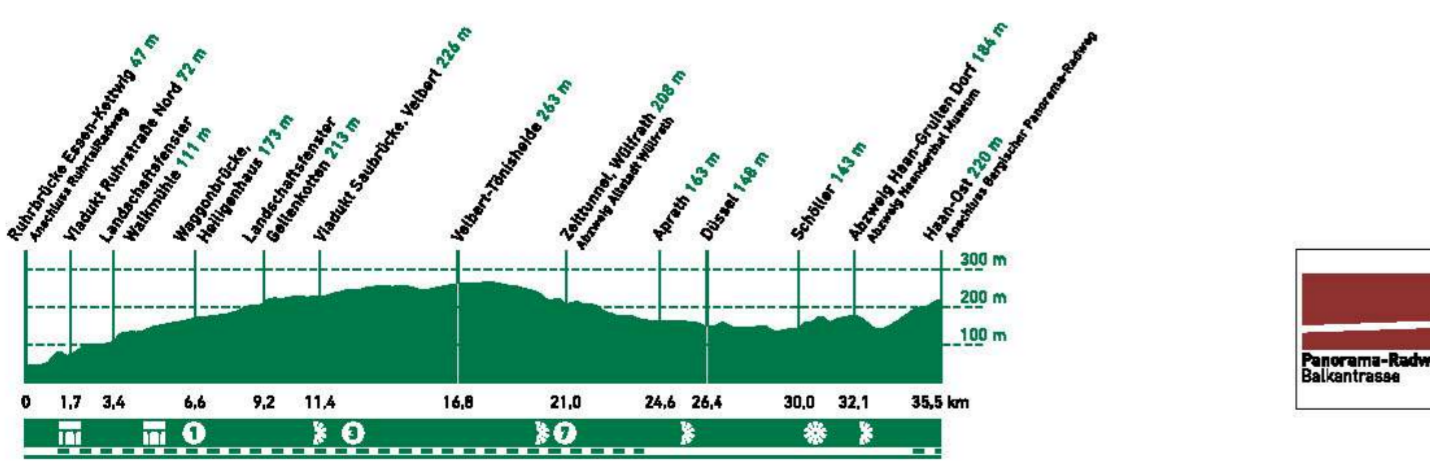 Ruhrbrücke Essen-Kettwig 47 m
Anschluss RuhrtalRadweg
Viadukt Ruhrstraße Nord 72 m
Landschaftsfenster
Walkmühle 111 m
Waggonbrücke,
Heiligenhaus 173 m
Landschaftsfenster
Gellenkoten 213 m
Viadukt Saubrücke, Velbert 226 m
Velbert-Tönisheide 263 m
Zeittunnel, Wülfrath 208 m
Abzweig Altstadt Wülfrath
Aprath 163 m
Düssel 148 m
Schöller 143 m
Abzweig Haan-Gruiten Dorf 184 m
Abzweig Neanderthal Museum
Haan-Ost 220 m
Anschluss Bergischer Panorama-Radweg
300 m
200 m
100 m
0 1,7 3,4 6,6 9,2 11,4 16,8 21,0 24,6 26,4 30,0 32,1 35,5 km
1 3 7
Panorama-Radw
Balkantrasse